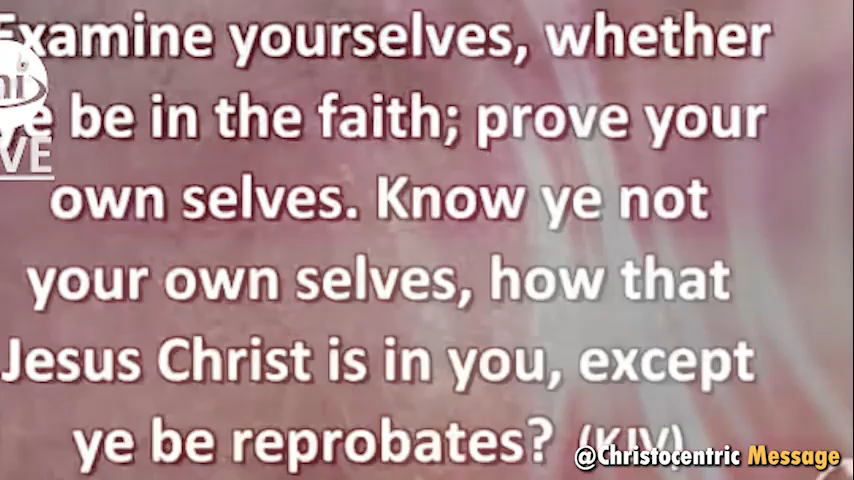 Examine yourselves, whether
ye be in the faith; prove your
own selves. Know ye not
your own selves, how that
Jesus Christ is in you, except
ye be reprobates? (KJV)
@Christocentric Message